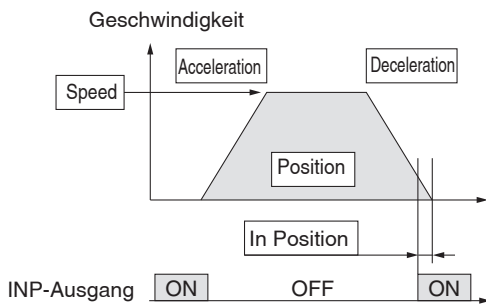 Geschwindigkeit
Acceleration
Deceleration
Speed
Position
In Position
INP-Ausgang ON OFF ON